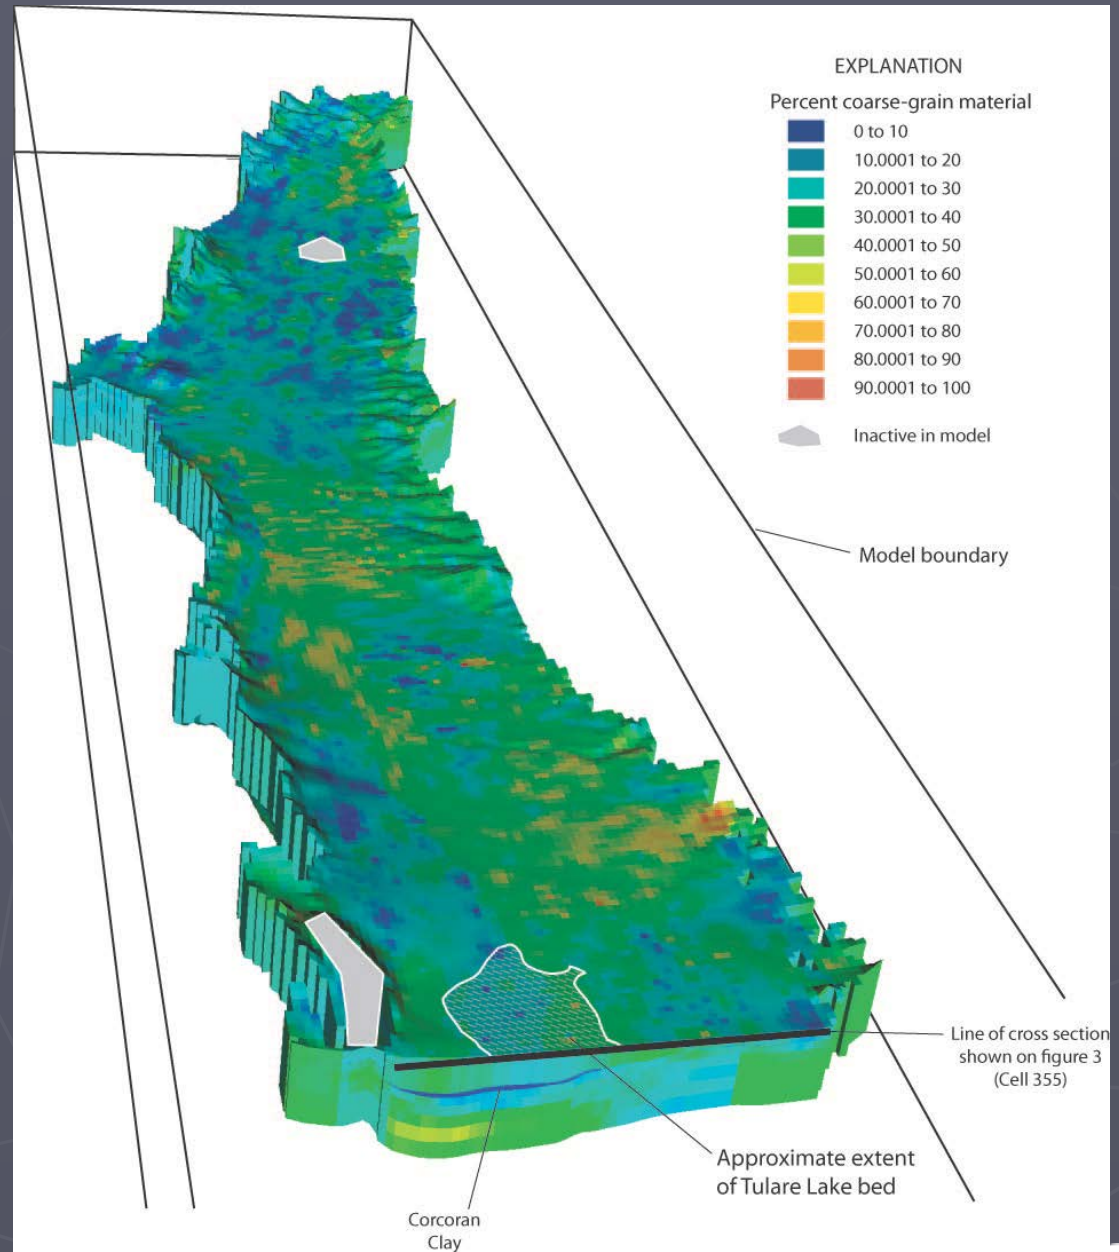 EXPLANATION
Percent coarse-grain material
0 to 10
10.0001 to 20
20.0001 to 30
30.0001 to 40
40.0001 to 50
50.0001 to 60
60.0001 to 70
70.0001 to 80
80.0001 to 90
90.0001 to 100
Inactive in model
Model boundary
Line of cross section
shown on figure 3
(Cell 355)
Approximate extent
of Tulare Lake bed
Corcoran
Clay